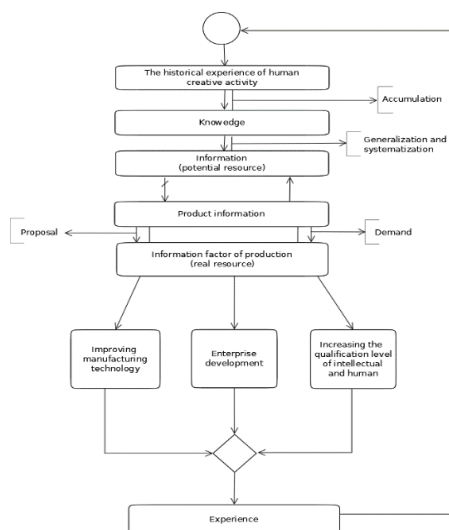 The historical experience of human
creative activity
Accumulation
Knowedge
Generalization and
systematization
Information
(potential resource)
Product information
Proposal
Demand
Information factor of production
(real resource)
Improving
manufacturing
technology
Enterprise
development
Increasing the
qualification level
of intellectual
and human
Experience